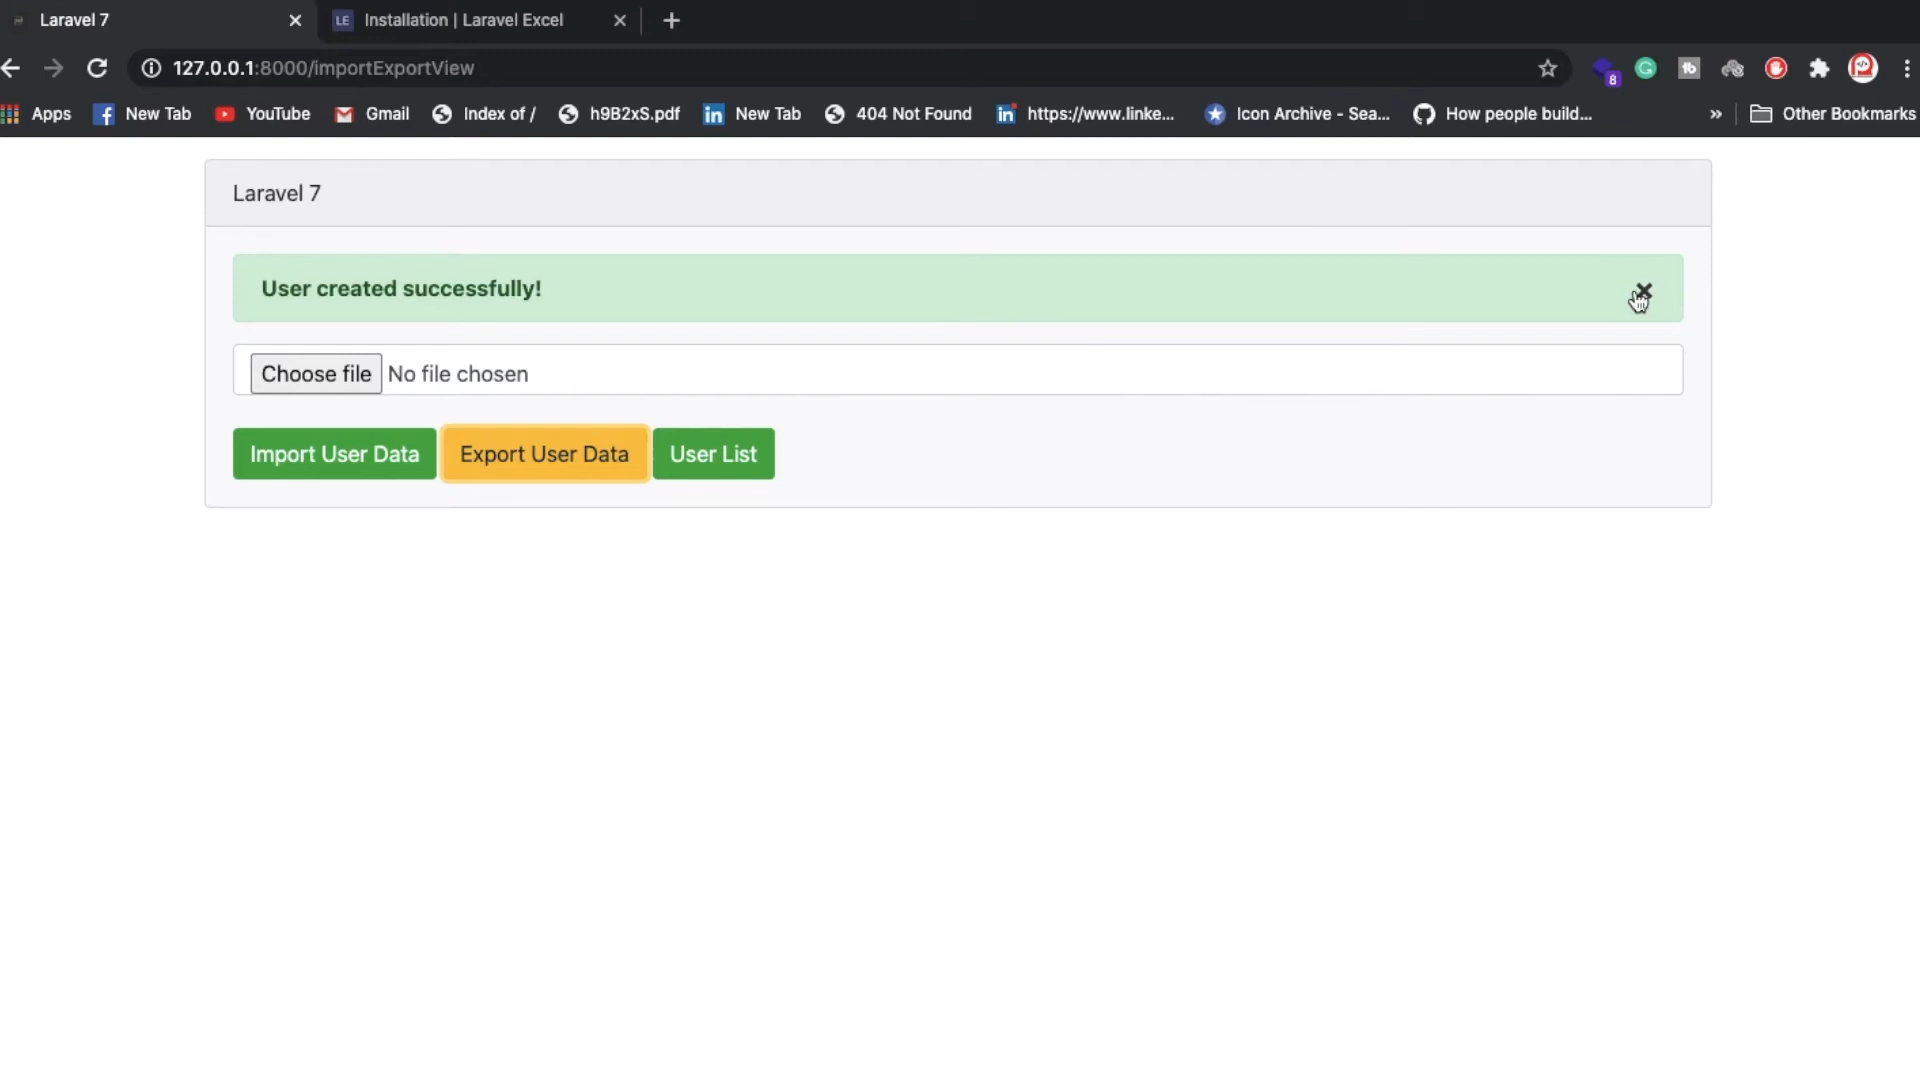 Laravel 7
LE Installation | Laravel Excel
127.0.0.1:8000/importExportView
8
Apps New Tab YouTube Gmail Index of / h9B2xS.pdf New Tab 404 Not Found https://www.linke... Icon Archive - Sea... How people build... » Other Bookmarks
Laravel 7
User created successfully!
Choose file No file chosen
Import User Data Export User Data User List